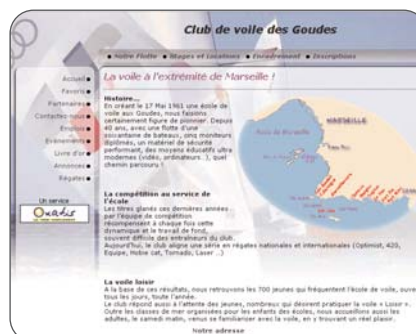 Club de voile des Goudes
• Notre Flotte • Stages et Locations • Encadrement • Inscriptions
Accueil
Favoris
Partenaires
Contactez-nous
Emplois
Evènements
Livre d'or
Annonces
Régates
Un service
La voile à l'extrémité de Marseille !
Histoire...
En créant le 17 Mai 1961 une école de
voile aux Goudes, nous faisions
certainement figure de pionnier. Depuis
40 ans, avec une flotte d'une
soixantaine de bateaux, cinq moniteurs
diplômés, un matériel de sécurité
performant, des moyens éducatifs ultra
modernes (vidéo, ordinateurs..), quel
chemin parcouru !
MARSEILLE
La compétition au service de
l'école
Les titres glanés ces dernières années
par l'équipe de compétition
récompensent à chaque fois cette
dynamique et le travail de fond,
souvent difficile des entraîneurs du club.
Aujourd'hui, le club aligne une série en régates nationales et internationales (Optimist, 420,
Equipe, Hobie cat, Tornado, Laser ..)
La voile loisir
A la base de ces résultats, nous retrouvons les 700 jeunes qui fréquentent l'école de voile, ouve
tous les jours, toute l'année.
Le club répond aussi à l'attente des jeunes, nombreux qui désirent pratiquer la voile « Loisir ».
Outre les classes de mer organisées pour les enfants des écoles, nous accueillons aussi les
adultes, le samedi matin, venus se familiariser avec la voile, en y trouvant un réel plaisir.
Notre adresse